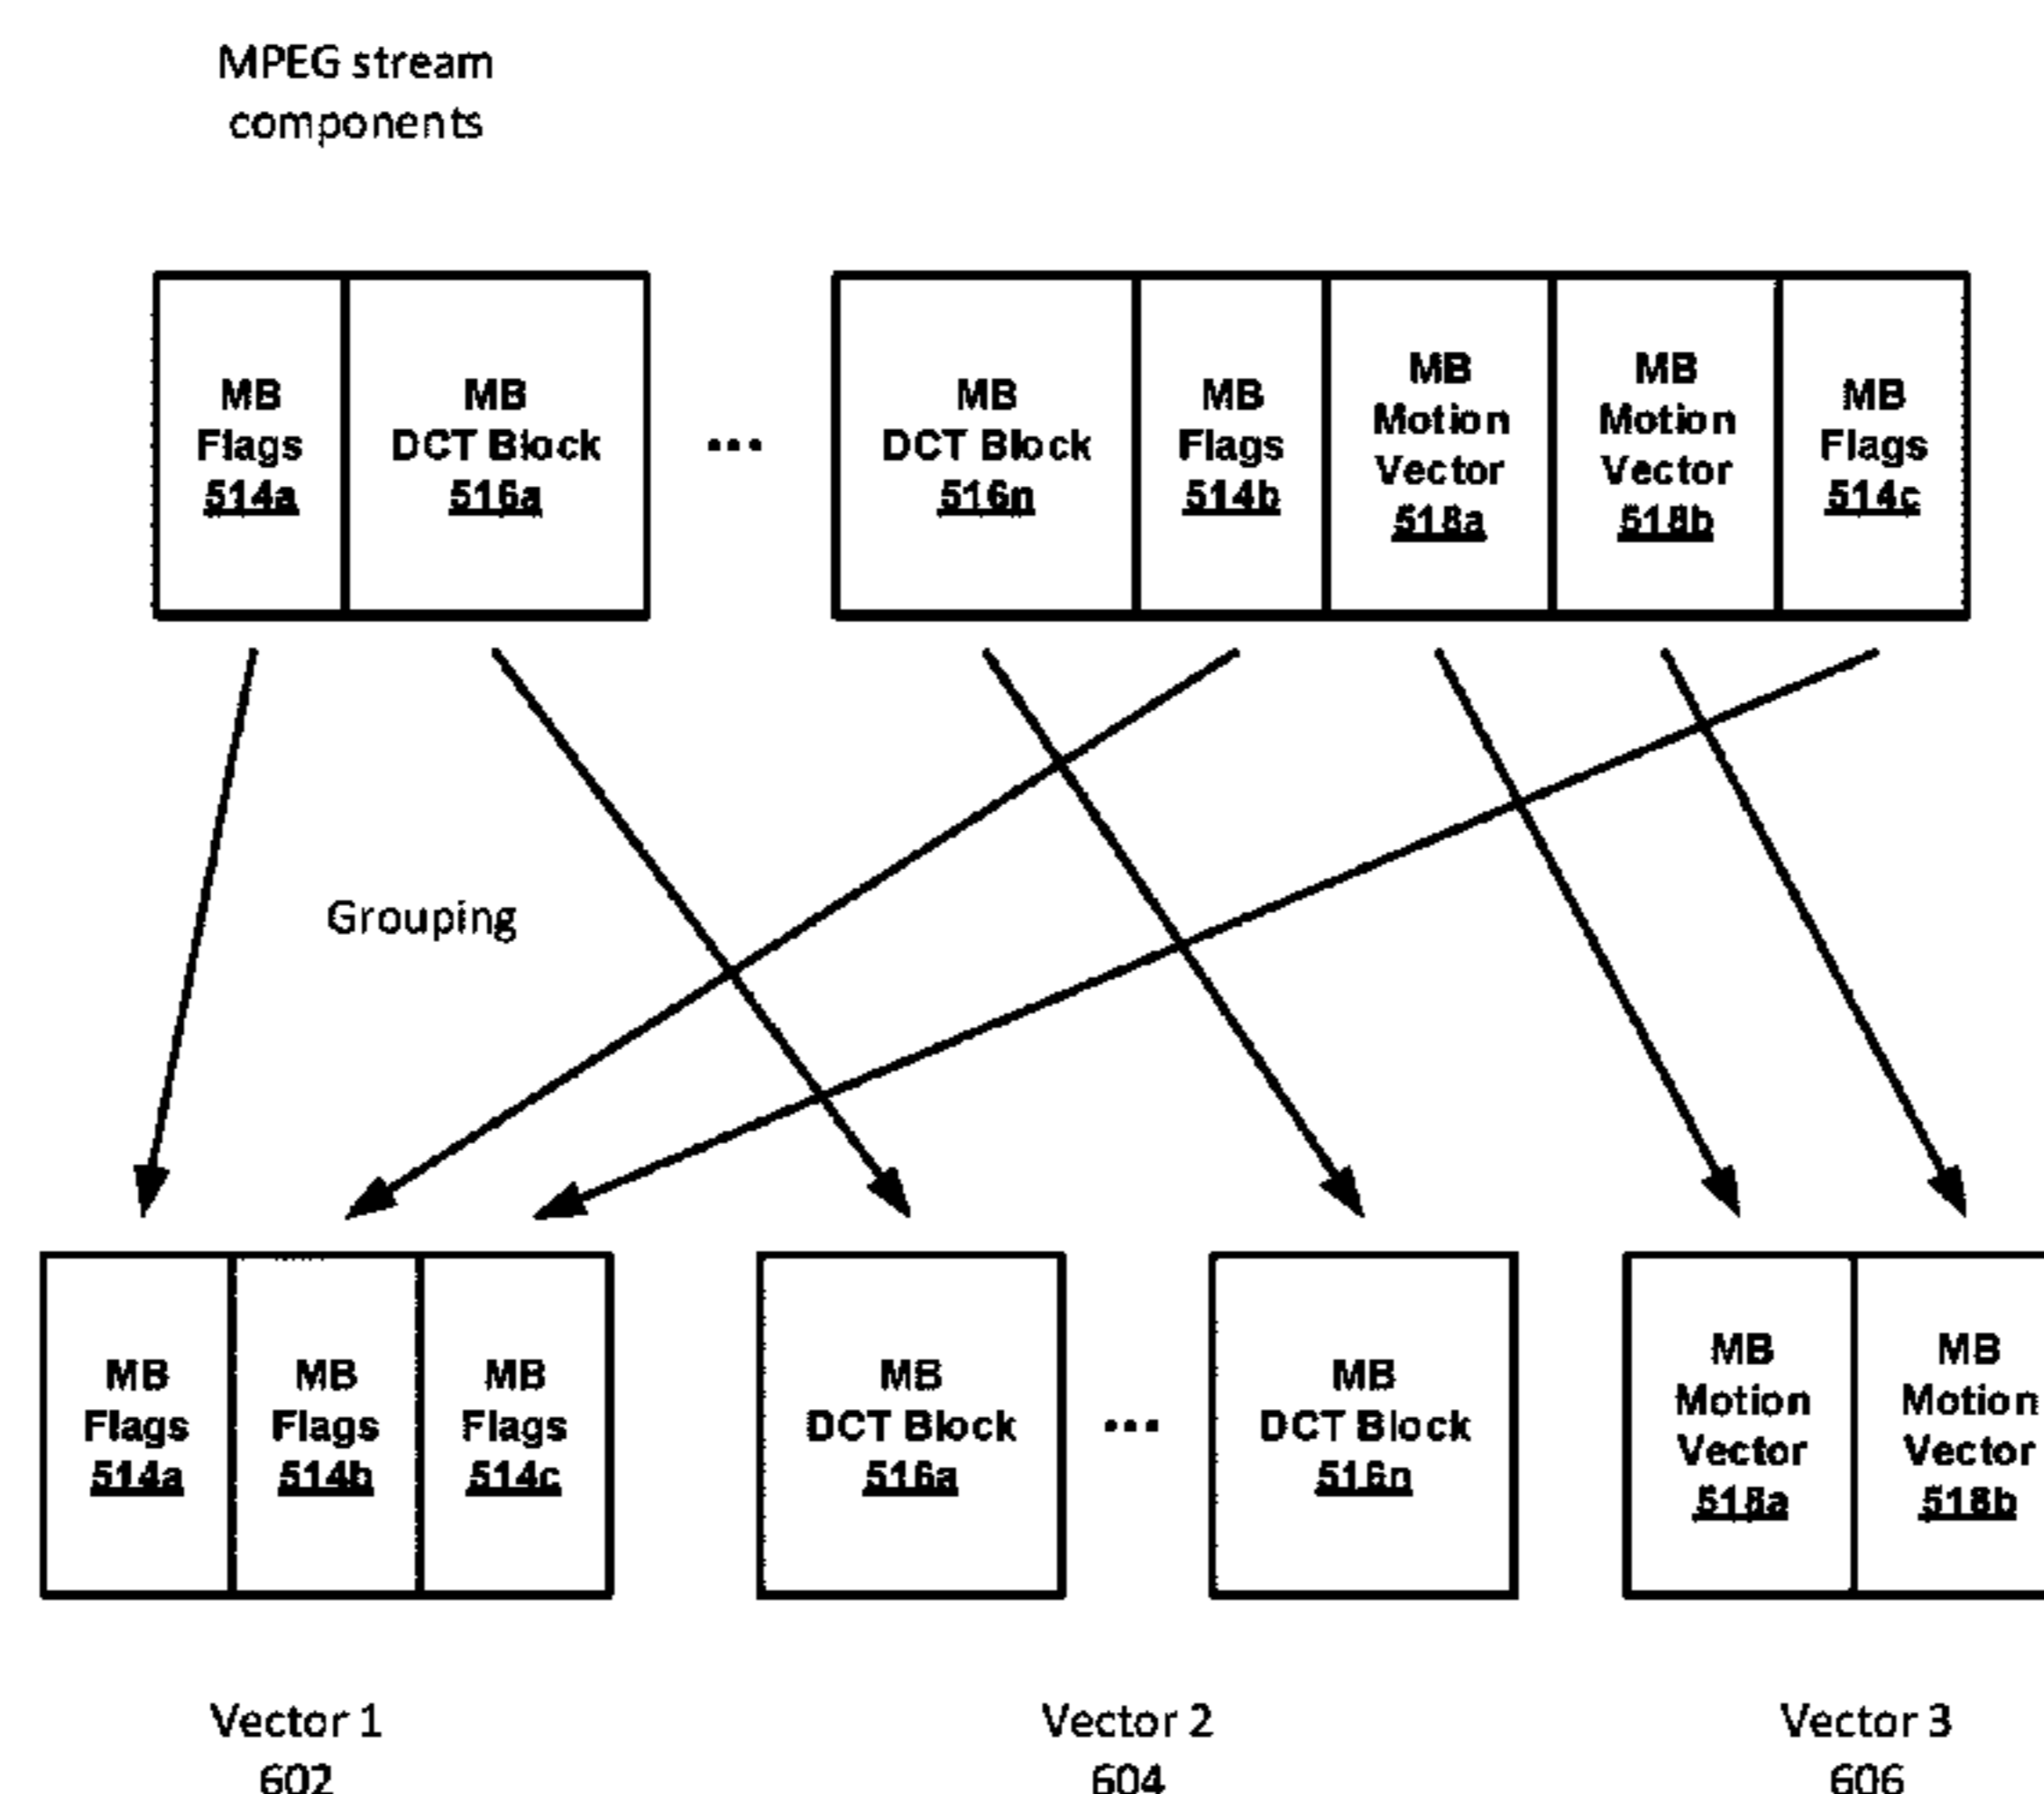 MPEG stream
components
MB
Flags
514a
MB
DCT Block
516a
...
MB
DCT Block
516n
MB
Flags
514b
MB
Motion
Vector
518a
MB
Motion
Vector
518b
MB
Flags
514c
Grouping
MB
Flags
514a
MB
Flags
514b
MB
Flags
514c
MB
DCT Block
516a
...
MB
DCT Block
516n
MB
Motion
Vector
518a
MB
Motion
Vector
518b
Vector 1
602
Vector 2
604
Vector 3
606